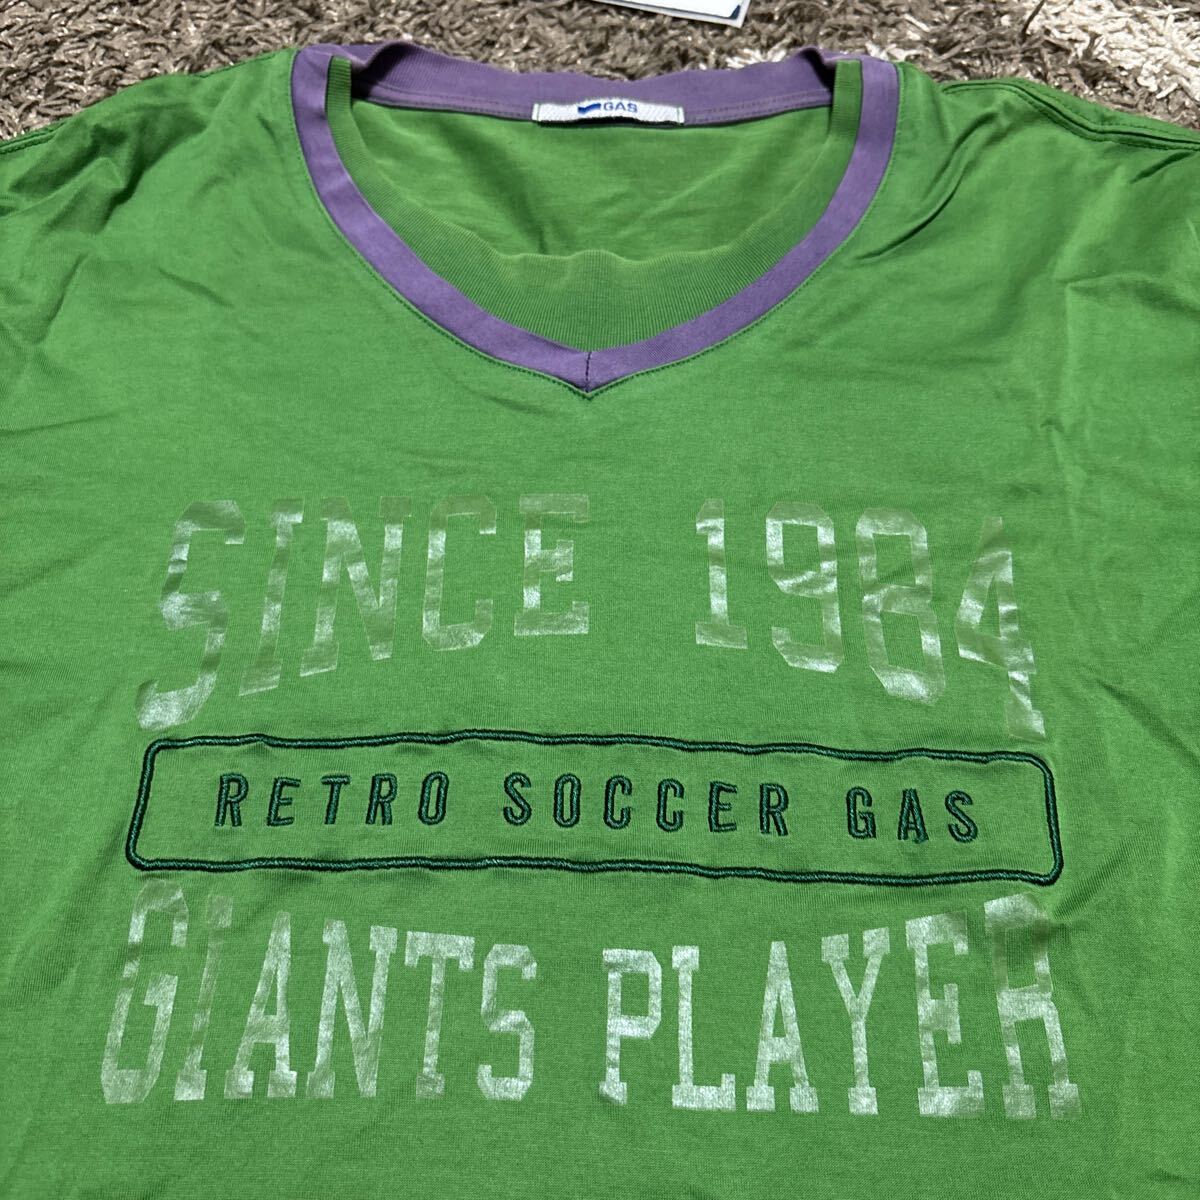 GAS
SINCE 1984
RETRO SOCCER GAS
GIANTS PLAYER